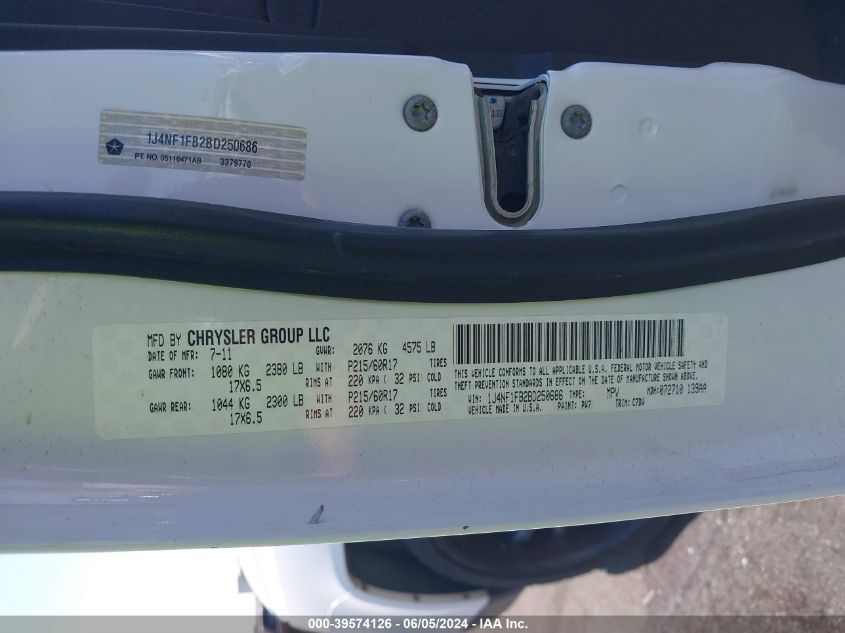 1J4NF1FB2BD250686
PT. NO. 05116471AB 3379770
MFD BY CHRYSLER GROUP LLC
DATE OF MFR: 7-11 GVWR: 2076 KG 4575 LB
GAWR FRONT: 1080 KG 2380 LB WITH P215/60R17 TIRES
17X6.5 RIMS AT 220 KPA ( 32 PSI) COLD
GAWR REAR: 1044 KG 2300 LB WITH P215/60R17 TIRES
17X6.5 RIMS AT 220 KPA ( 32 PSI) COLD
THIS VEHICLE CONFORMS TO ALL APPLICABLE U.S.A. FEDERAL MOTOR VEHICLE SAFETY AND
THEFT PREVENTION STANDARDS IN EFFECT ON THE DATE OF MANUFACTURE SHOWN ABOVE.
VIN: 1J4NF1FB2BD250686 TYPE: MPV MDH:072710 139AA
VEHICLE MADE IN U.S.A. PAINT: PW7 TRIM:
000-39574126 - 06/05/2024 - IAA Inc.